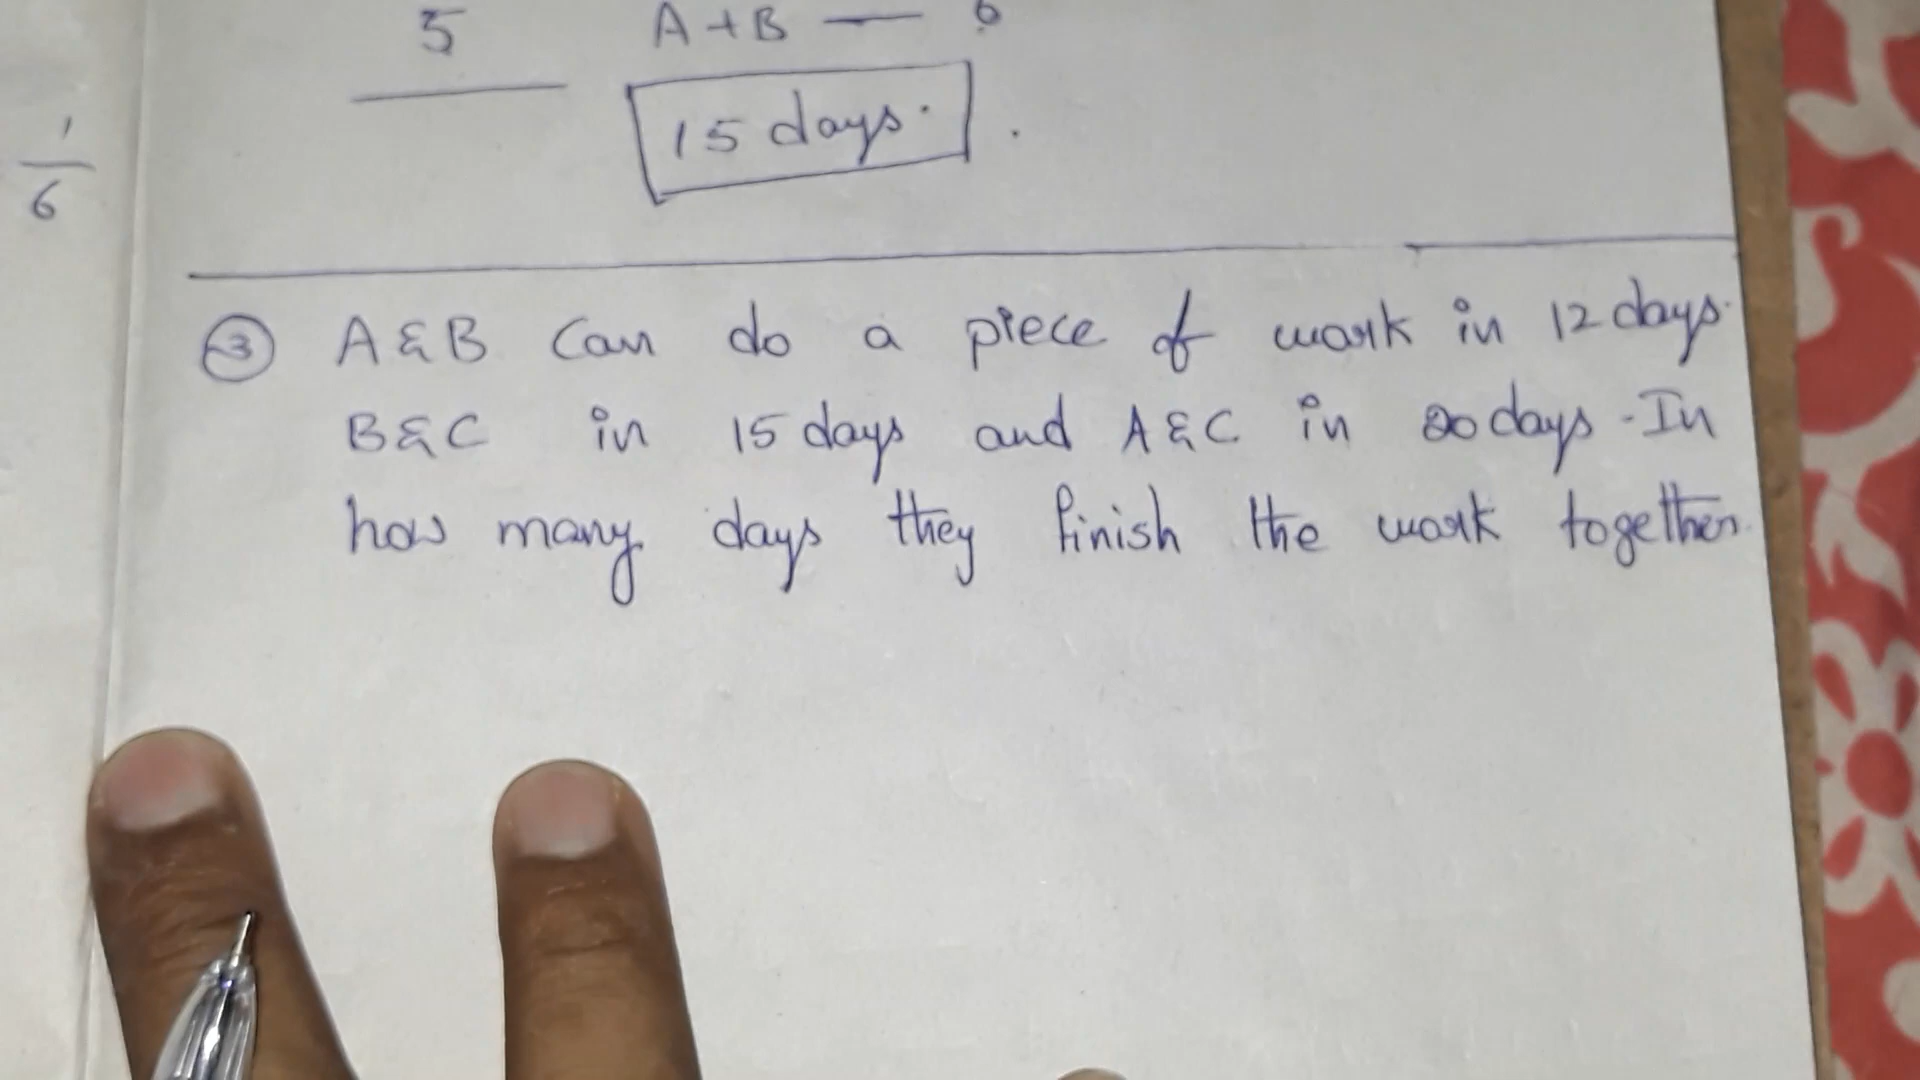 5 A+B — 6
15 days.
1
6
3 A & B Can do a piece of work in 12 days.
B & C in 15 days and A & C in 20 days. In
how many days they finish the work together.